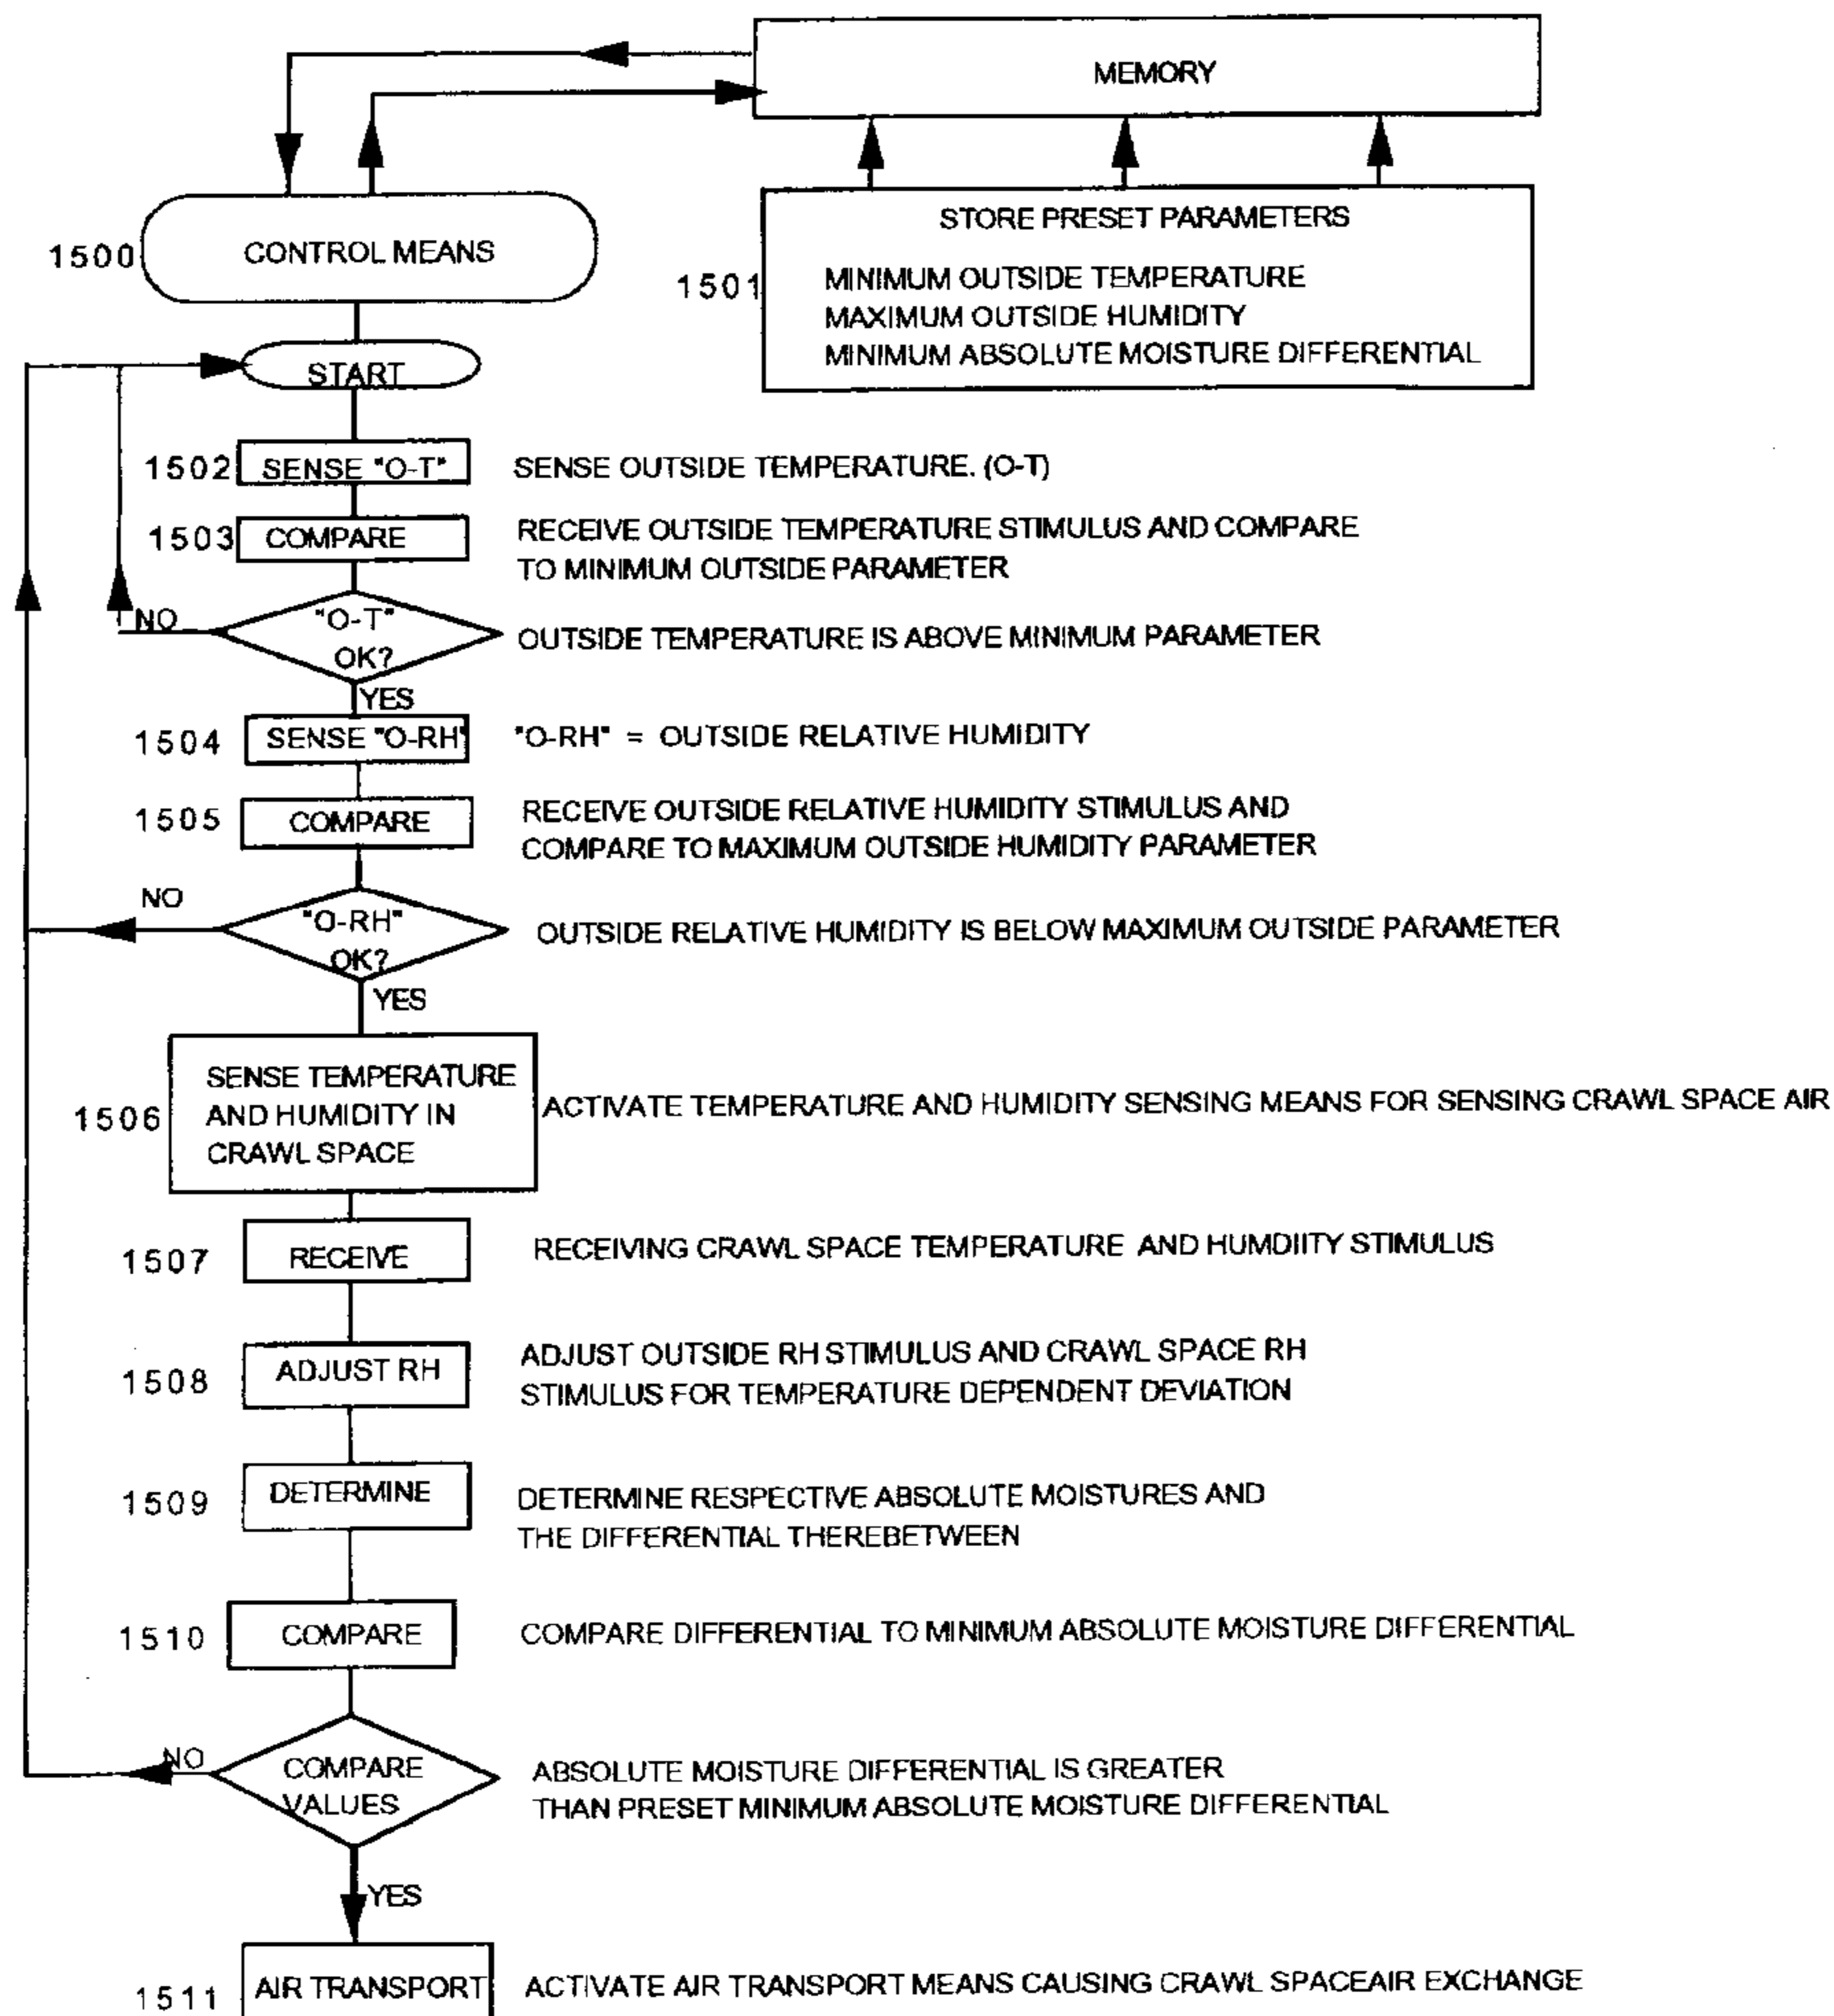 MEMORY
1500 CONTROL MEANS
STORE PRESET PARAMETERS
1501
MINIMUM OUTSIDE TEMPERATURE
MAXIMUM OUTSIDE HUMIDITY
MINIMUM ABSOLUTE MOISTURE DIFFERENTIAL
START
1502 SENSE "O-T" SENSE OUTSIDE TEMPERATURE. (O-T)
1503 COMPARE RECEIVE OUTSIDE TEMPERATURE STIMULUS AND COMPARE
TO MINIMUM OUTSIDE PARAMETER
NO
"O-T"
OK?
OUTSIDE TEMPERATURE IS ABOVE MINIMUM PARAMETER
YES
1504 SENSE "O-RH" "O-RH" = OUTSIDE RELATIVE HUMIDITY
1505 COMPARE RECEIVE OUTSIDE RELATIVE HUMIDITY STIMULUS AND
COMPARE TO MAXIMUM OUTSIDE HUMIDITY PARAMETER
NO
"O-RH"
OK?
OUTSIDE RELATIVE HUMIDITY IS BELOW MAXIMUM OUTSIDE PARAMETER
YES
1506
SENSE TEMPERATURE
AND HUMIDITY IN
CRAWL SPACE
ACTIVATE TEMPERATURE AND HUMIDITY SENSING MEANS FOR SENSING CRAWL SPACE AIR
1507 RECEIVE RECEIVING CRAWL SPACE TEMPERATURE AND HUMDIITY STIMULUS
1508 ADJUST RH ADJUST OUTSIDE RH STIMULUS AND CRAWL SPACE RH
STIMULUS FOR TEMPERATURE DEPENDENT DEVIATION
1509 DETERMINE DETERMINE RESPECTIVE ABSOLUTE MOISTURES AND
THE DIFFERENTIAL THEREBETWEEN
1510 COMPARE COMPARE DIFFERENTIAL TO MINIMUM ABSOLUTE MOISTURE DIFFERENTIAL
NO
COMPARE
VALUES
ABSOLUTE MOISTURE DIFFERENTIAL IS GREATER
THAN PRESET MINIMUM ABSOLUTE MOISTURE DIFFERENTIAL
YES
1511 AIR TRANSPORT ACTIVATE AIR TRANSPORT MEANS CAUSING CRAWL SPACEAIR EXCHANGE